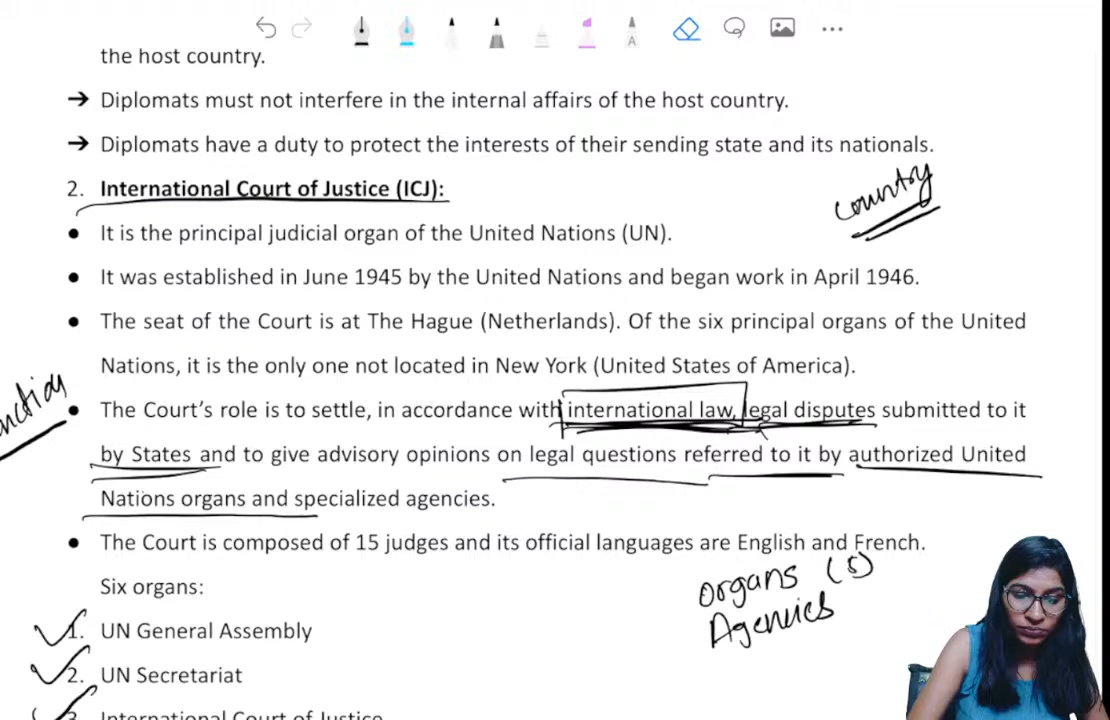 the host country.
→ Diplomats must not interfere in the internal affairs of the host country.
→ Diplomats have a duty to protect the interests of their sending state and its nationals.
2. International Court of Justice (ICJ):
country
● It is the principal judicial organ of the United Nations (UN).
● It was established in June 1945 by the United Nations and began work in April 1946.
● The seat of the Court is at The Hague (Netherlands). Of the six principal organs of the United
Nations, it is the only one not located in New York (United States of America).
● The Court's role is to settle, in accordance with international law, legal disputes submitted to it
by States and to give advisory opinions on legal questions referred to it by authorized United
Nations organs and specialized agencies.
● The Court is composed of 15 judges and its official languages are English and French.
Organs (5)
Agencies
Six organs:
1. UN General Assembly
2. UN Secretariat
3. International Court of Justice